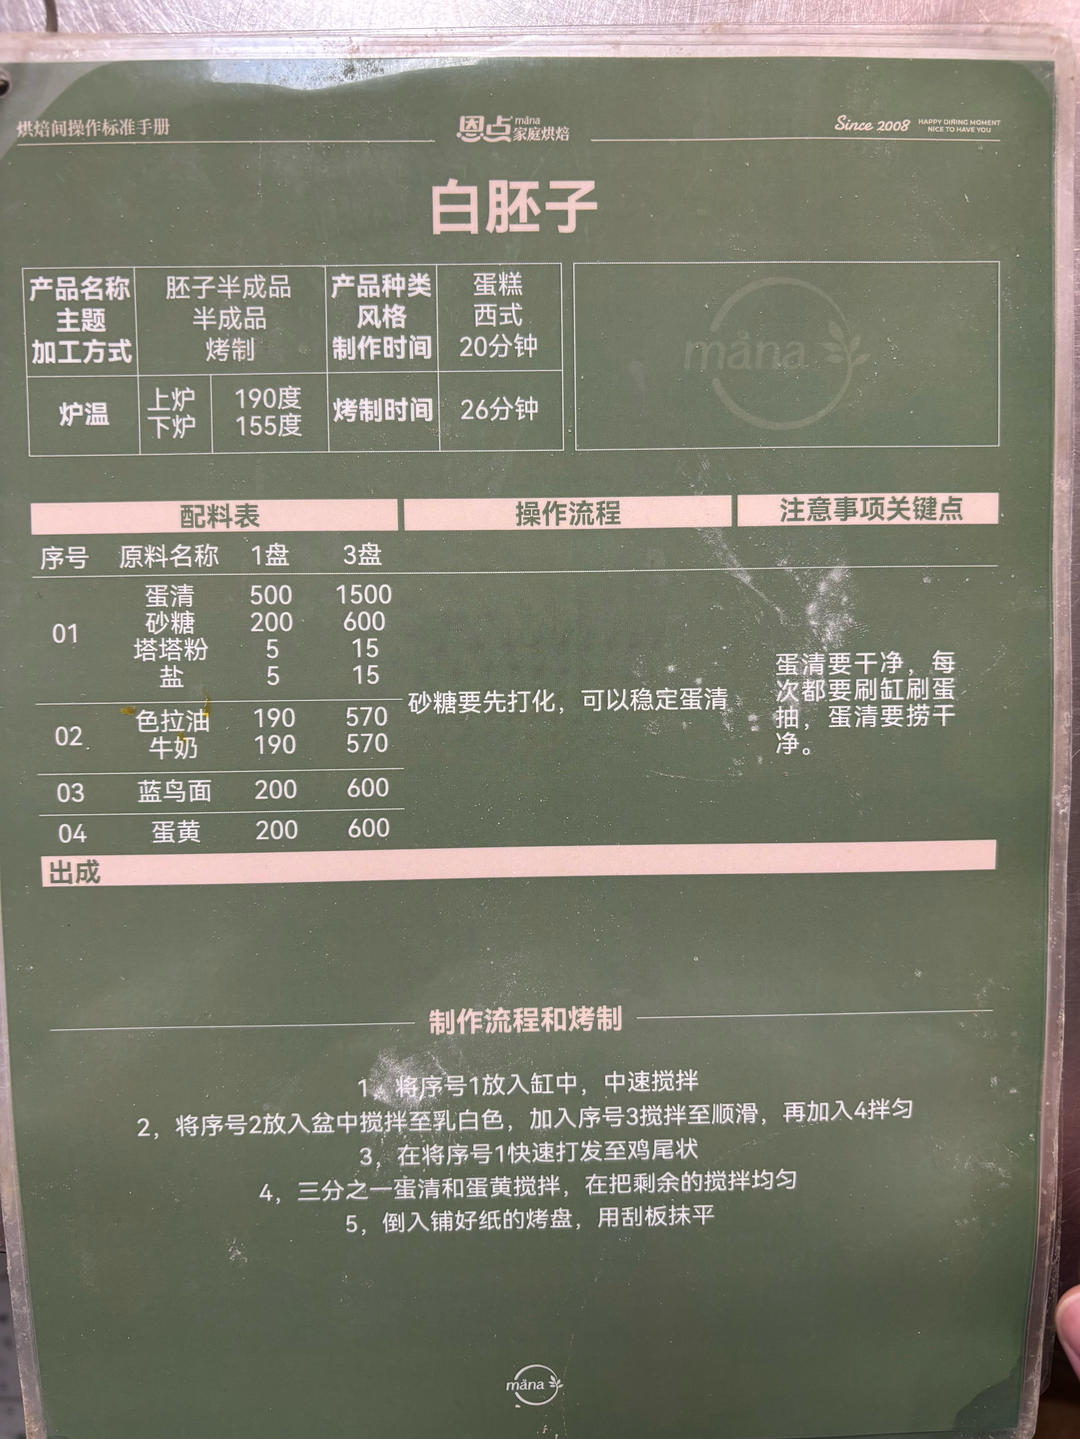 烘焙间操作标准手册
恩点 måna 家庭烘焙
Since 2008 HAPPY DINING MOMENT NICE TO HAVE YOU
白胚子
产品名称 胚子半成品 产品种类 蛋糕
主题 半成品 风格 西式
加工方式 烤制 制作时间 20分钟
炉温 上炉 190度 烤制时间 26分钟
下炉 155度
måna
配料表 操作流程 注意事项关键点
序号 原料名称 1盘 3盘
01 蛋清 500 1500
砂糖 200 600
塔塔粉 5 15
盐 5 15
02 色拉油 190 570
牛奶 190 570
03 蓝鸟面 200 600
04 蛋黄 200 600
砂糖要先打化，可以稳定蛋清
蛋清要干净，每
次都要刷缸刷蛋
抽，蛋清要捞干
净。
出成
制作流程和烤制
1，将序号1放入缸中，中速搅拌
2，将序号2放入盆中搅拌至乳白色，加入序号3搅拌至顺滑，再加入4拌匀
3，在将序号1快速打发至鸡尾状
4，三分之一蛋清和蛋黄搅拌，在把剩余的搅拌均匀
5，倒入铺好纸的烤盘，用刮板抹平
måna